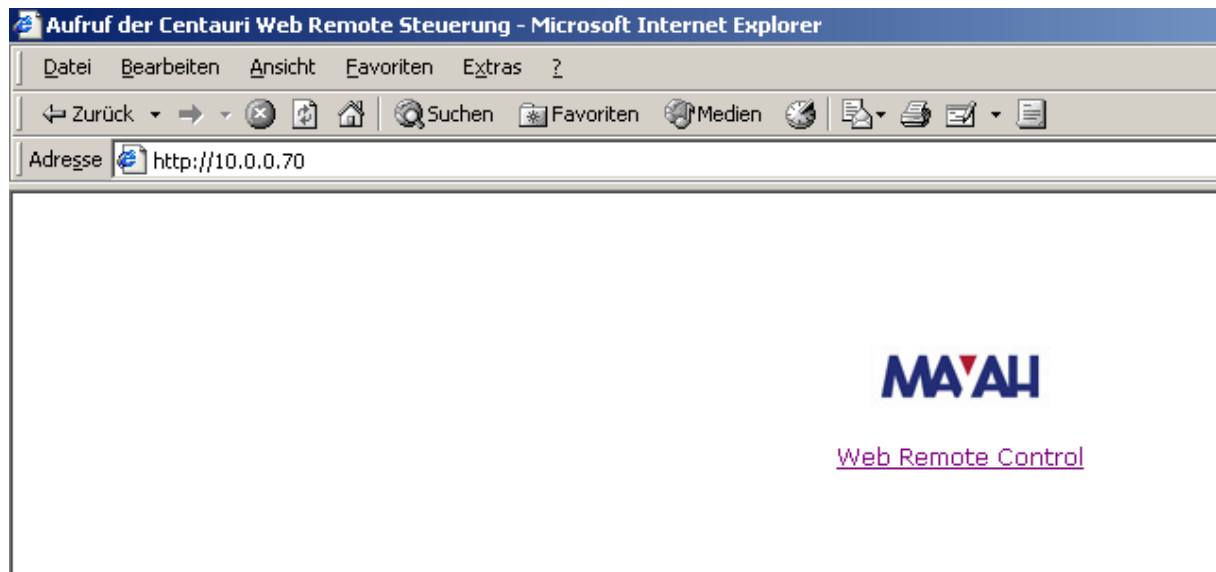 Aufruf der Centauri Web Remote Steuerung - Microsoft Internet Explorer
Datei Bearbeiten Ansicht Favoriten Extras ?
Zurück Suchen Favoriten Medien
Adresse http://10.0.0.70
MAYAH
Web Remote Control